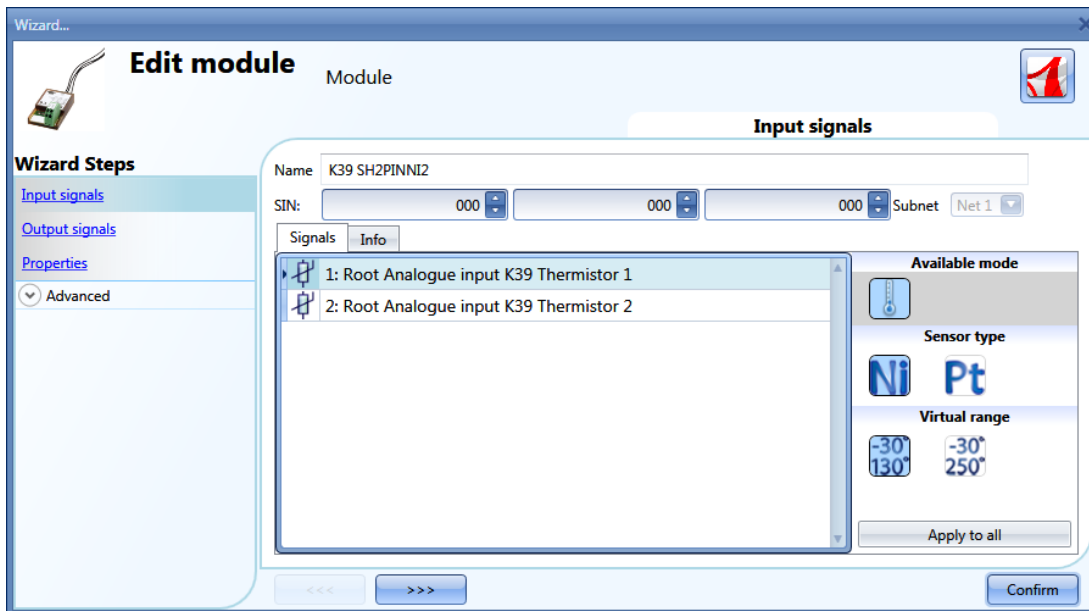 Wizard...
Edit module
Module
Input signals
Wizard Steps
Input signals
Output signals
Properties
Advanced
Name K39 SH2PINNI2
SIN: 000 000 000 Subnet Net 1
Signals Info
1: Root Analogue input K39 Thermistor 1
2: Root Analogue input K39 Thermistor 2
Available mode
Sensor type
Ni Pt
Virtual range
-30° -30°
130° 250°
Apply to all
<<< >>> Confirm